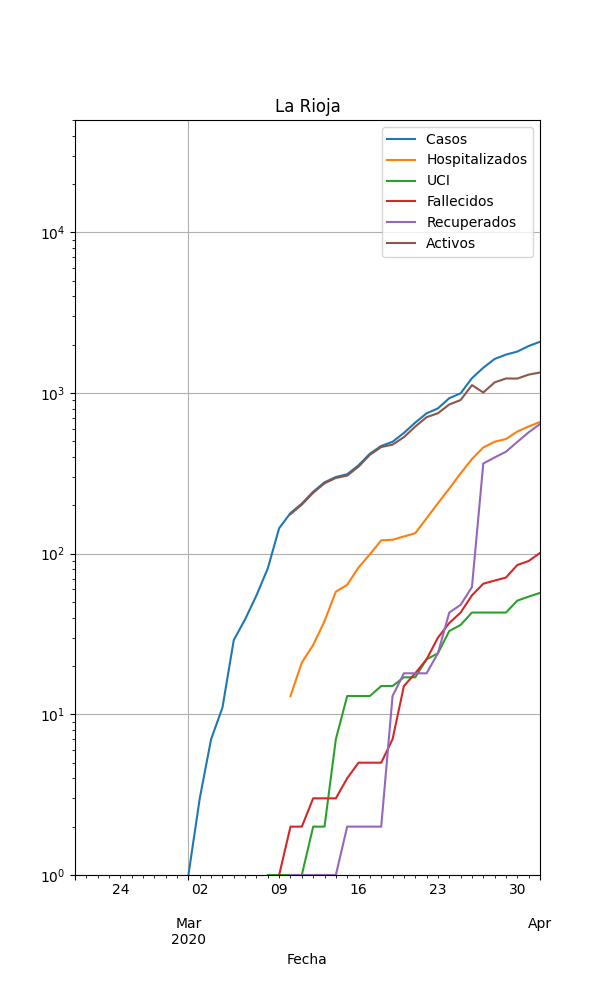 La Rioja
Casos
Hospitalizados
UCI
Fallecidos
Recuperados
Activos
10^4
10^3
10^2
10^1
10^0
24 02 09 16 23 30
Mar Apr
2020
Fecha